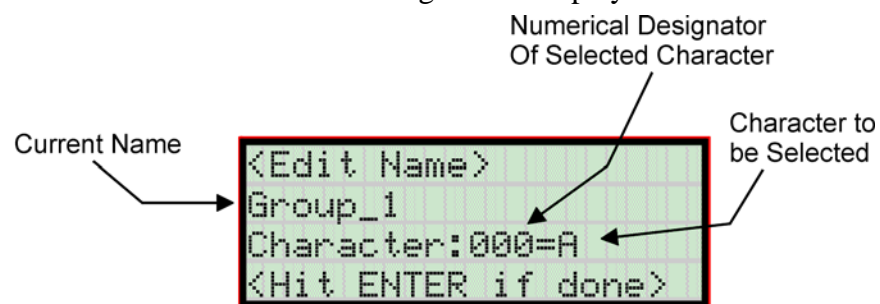 Numerical Designator
Of Selected Character
Character to
be Selected
Current Name
<Edit Name>
Group_1
Character:000=A
<Hit ENTER if done>